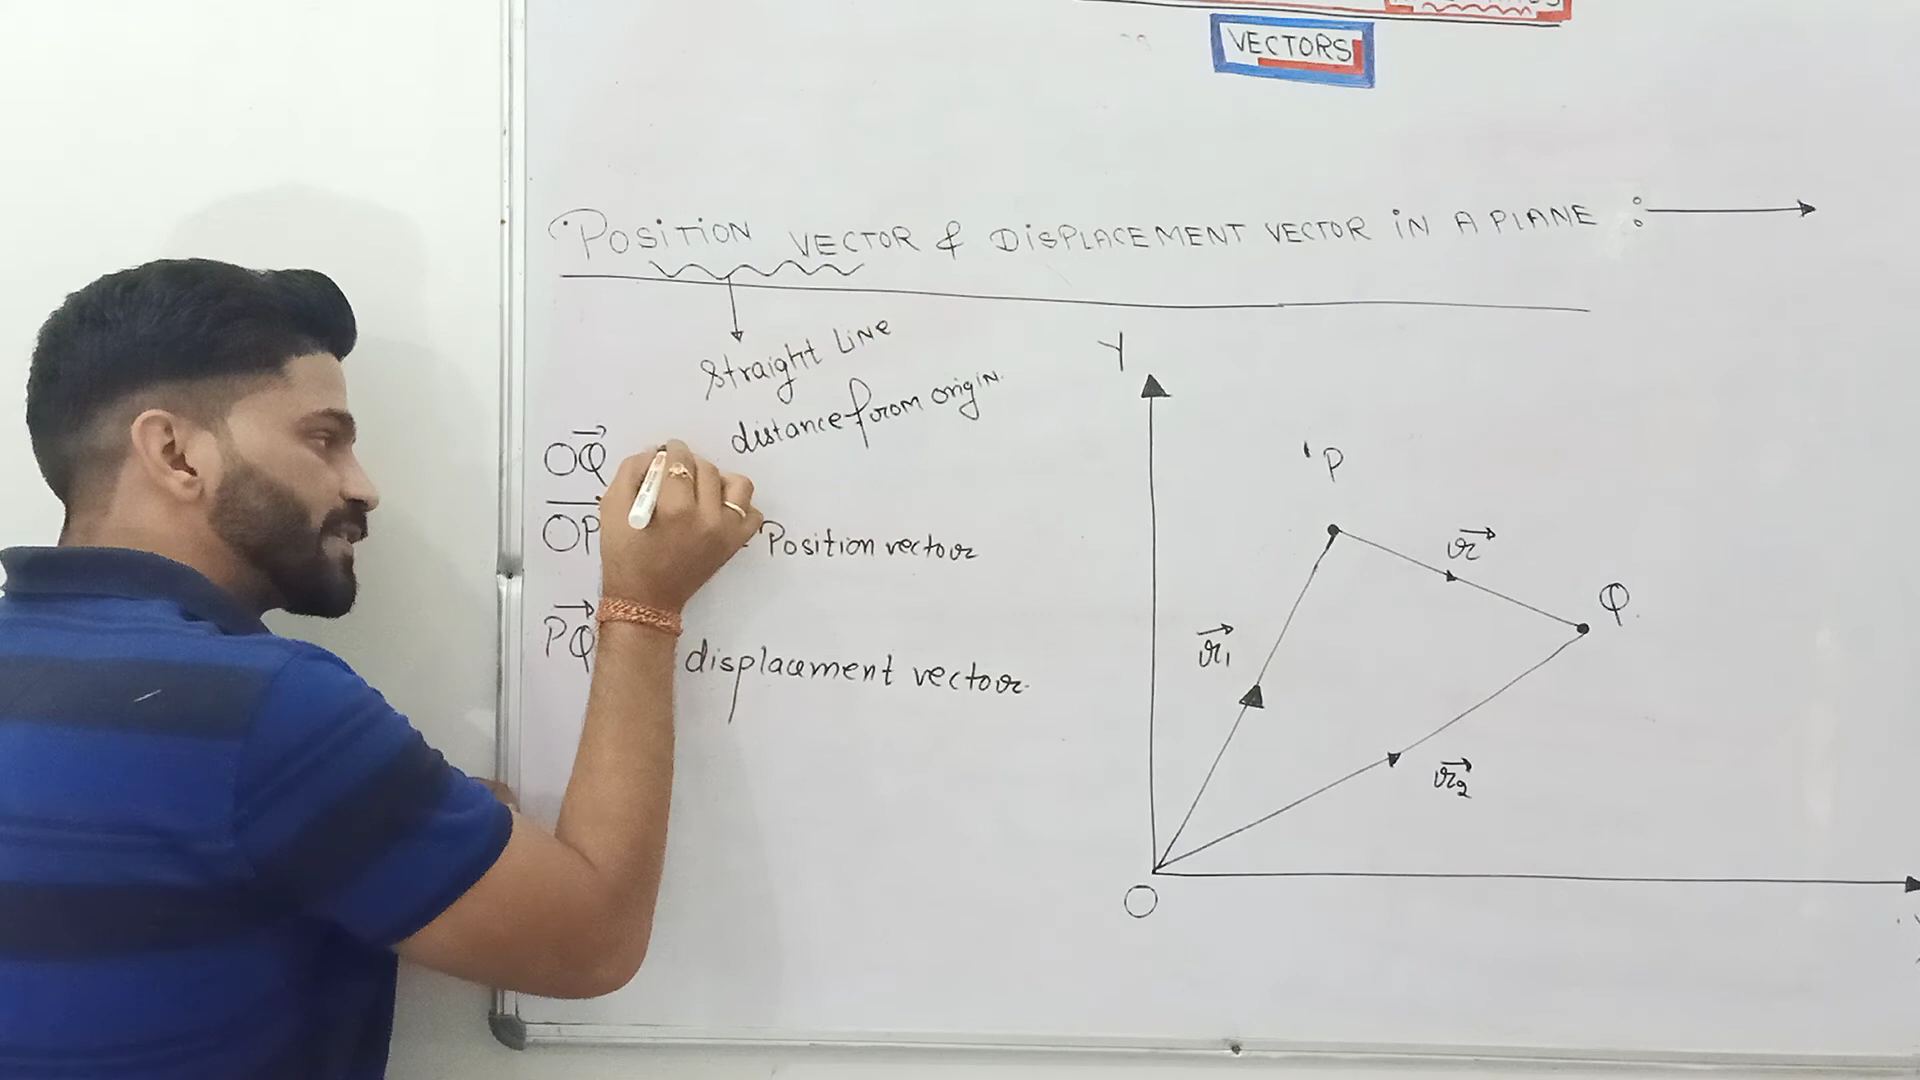 VECTORS
POSITION VECTOR & DISPLACEMENT VECTOR IN A PLANE :
Straight LINE
distance from origin.
OQ
OP
Position vector
PQ
displacment vector.
Y
P
r
Q.
r1
r2
O